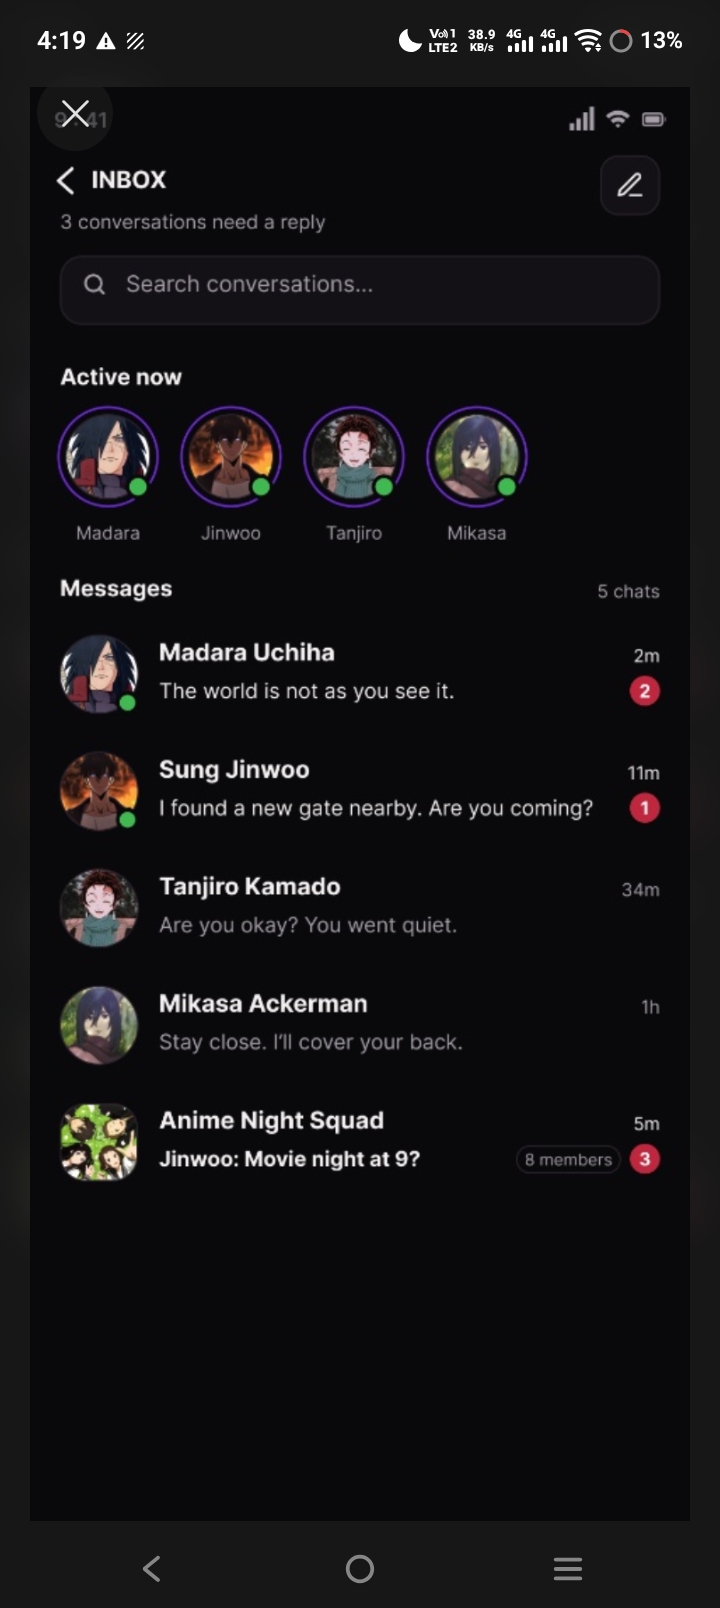 4:19
Vo 1
LTE2
38.9
KB/s
4G
4G
13%
9:41
INBOX
3 conversations need a reply
Search conversations...
Active now
Madara
Jinwoo
Tanjiro
Mikasa
Messages
5 chats
Madara Uchiha
2m
The world is not as you see it.
2
Sung Jinwoo
11m
I found a new gate nearby. Are you coming?
1
Tanjiro Kamado
34m
Are you okay? You went quiet.
Mikasa Ackerman
1h
Stay close. I'll cover your back.
Anime Night Squad
5m
Jinwoo: Movie night at 9?
8 members
3